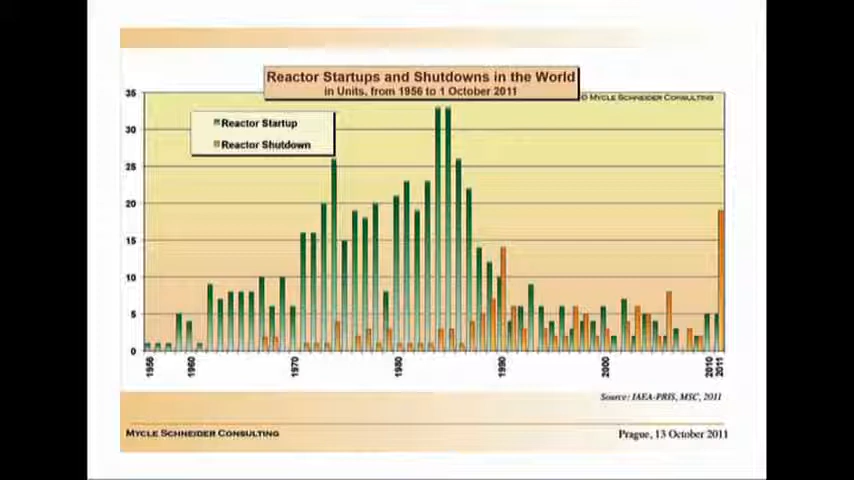 Reactor Startups and Shutdowns in the World
in Units, from 1956 to 1 October 2011
© MYCLE SCHNEIDER CONSULTING
Reactor Startup
Reactor Shutdown
35
30
25
20
15
10
5
0
1956
1960
1970
1980
1990
2000
2010
2011
Source: IAEA-PRIS, MSC, 2011
MYCLE SCHNEIDER CONSULTING
Prague, 13 October 2011